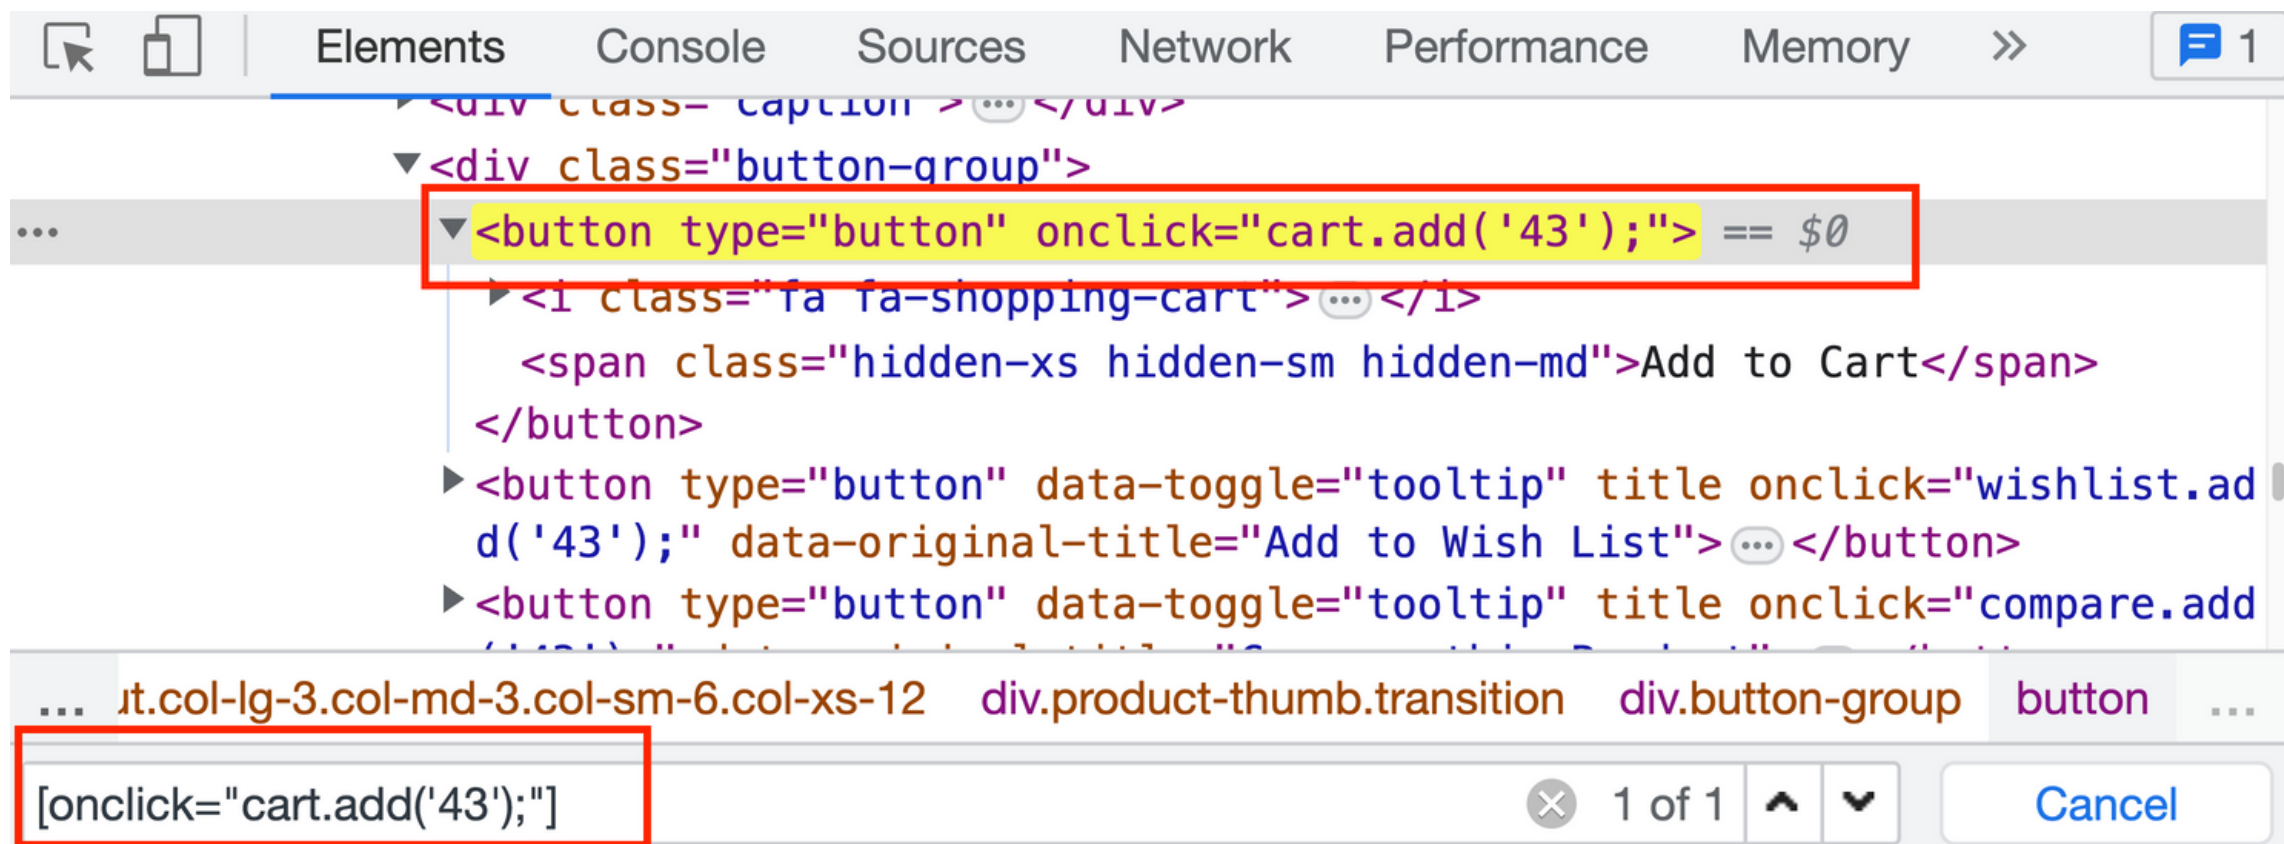 Elements Console Sources Network Performance Memory » 1
<div class="caption">…</div>
▼<div class="button-group">
… ▼<button type="button" onclick="cart.add('43');"> == $0
▶<i class="fa fa-shopping-cart">…</i>
<span class="hidden-xs hidden-sm hidden-md">Add to Cart</span>
</button>
▶<button type="button" data-toggle="tooltip" title onclick="wishlist.ad
d('43');" data-original-title="Add to Wish List">…</button>
▶<button type="button" data-toggle="tooltip" title onclick="compare.add
… ut.col-lg-3.col-md-3.col-sm-6.col-xs-12 div.product-thumb.transition div.button-group button …
[onclick="cart.add('43');"] 1 of 1 Cancel